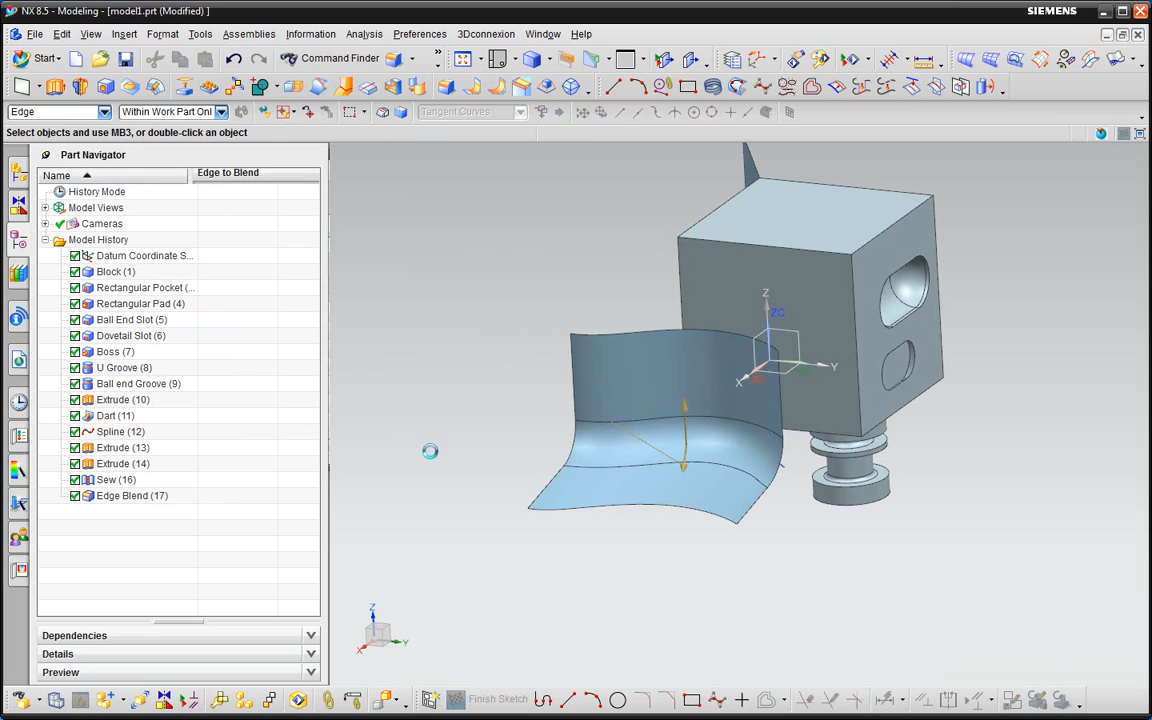 NX 8.5 - Modeling - [model1.prt (Modified) ]
SIEMENS
File Edit View Insert Format Tools Assemblies Information Analysis Preferences 3Dconnexion Window Help
Start
Command Finder
Edge
Within Work Part Onl
Tangent Curves
Select objects and use MB3, or double-click an object
Part Navigator
Name
Edge to Blend
History Mode
Model Views
Cameras
Model History
Datum Coordinate S...
Block (1)
Rectangular Pocket (...
Rectangular Pad (4)
Ball End Slot (5)
Dovetail Slot (6)
Boss (7)
U Groove (8)
Ball end Groove (9)
Extrude (10)
Dart (11)
Spline (12)
Extrude (13)
Extrude (14)
Sew (16)
Edge Blend (17)
Z
ZC
Y
X
Z
Y
X
Dependencies
Details
Preview
Finish Sketch